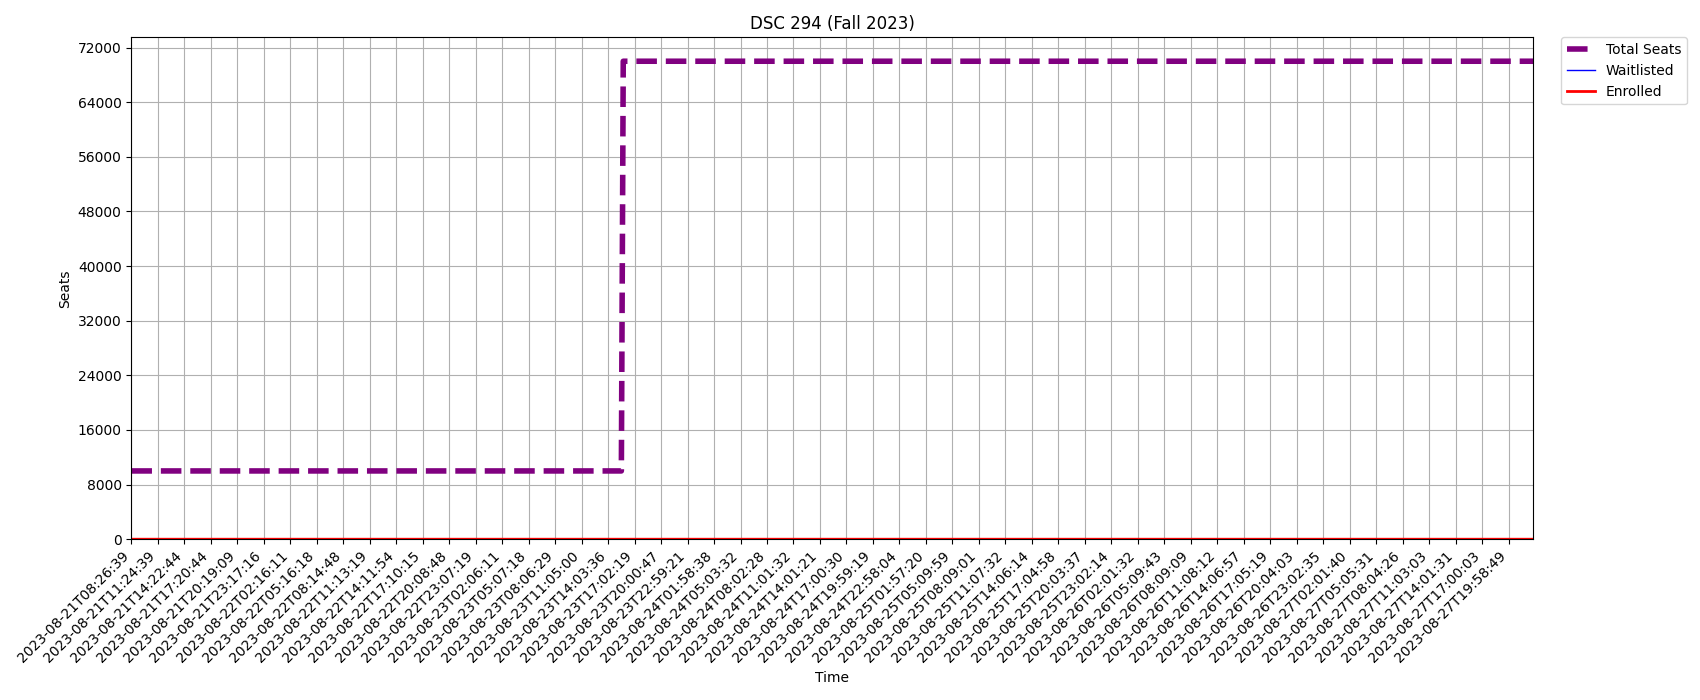 DSC 294 (Fall 2023)
Total Seats
Waitlisted
Enrolled
72000
64000
56000
48000
40000
32000
24000
16000
8000
0
Seats
2023-08-21T08:26:39
2023-08-21T11:24:39
2023-08-21T14:22:44
2023-08-21T17:20:44
2023-08-21T20:19:09
2023-08-21T23:17:16
2023-08-22T02:16:11
2023-08-22T05:16:18
2023-08-22T08:14:48
2023-08-22T11:13:19
2023-08-22T14:11:54
2023-08-22T17:10:15
2023-08-22T20:08:48
2023-08-22T23:07:19
2023-08-23T02:06:11
2023-08-23T05:07:18
2023-08-23T08:06:29
2023-08-23T11:05:00
2023-08-23T14:03:36
2023-08-23T17:02:19
2023-08-23T20:00:47
2023-08-23T22:59:21
2023-08-24T01:58:38
2023-08-24T05:03:32
2023-08-24T08:02:28
2023-08-24T11:01:32
2023-08-24T14:01:21
2023-08-24T17:00:30
2023-08-24T19:59:19
2023-08-24T22:58:04
2023-08-25T01:57:20
2023-08-25T05:09:59
2023-08-25T08:09:01
2023-08-25T11:07:32
2023-08-25T14:06:14
2023-08-25T17:04:58
2023-08-25T20:03:37
2023-08-25T23:02:14
2023-08-26T02:01:32
2023-08-26T05:09:43
2023-08-26T08:09:09
2023-08-26T11:08:12
2023-08-26T14:06:57
2023-08-26T17:05:19
2023-08-26T20:04:03
2023-08-26T23:02:35
2023-08-27T02:01:40
2023-08-27T05:05:31
2023-08-27T08:04:26
2023-08-27T11:03:03
2023-08-27T14:01:31
2023-08-27T17:00:03
2023-08-27T19:58:49
Time